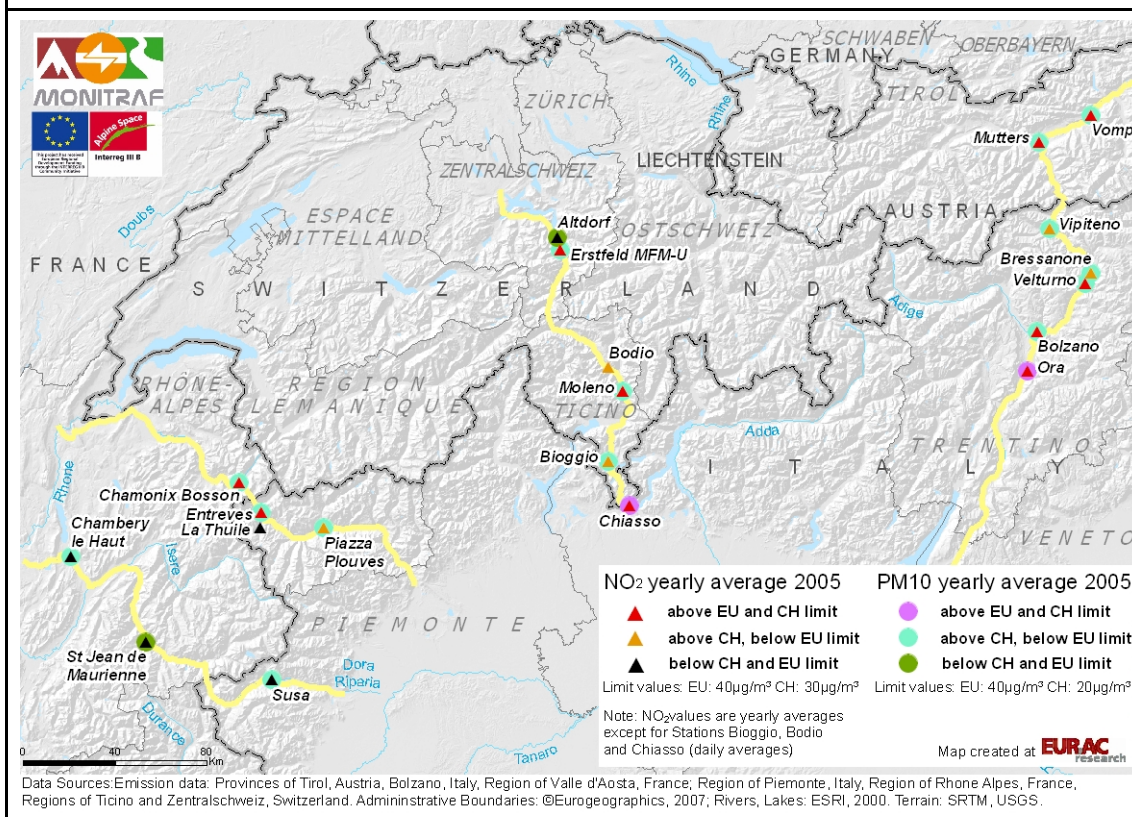 MONITRAF
Alpine Space
Interreg III B
SCHWABEN
OBERBAYERN
GERMANY
TIROL
Rhine
Rhine
ZÜRICH
LIECHTENSTEIN
ZENTRALSCHWEIZ
Mutters
Vomp
ESPACE
MITTELLAND
Doubs
Altdorf
OSTSCHWEIZ
Erstfeld MFM-U
AUSTRIA
Vipiteno
FRANCE
Bressanone
Velturno
SWITZERLAND
Adige
Bolzano
Ora
Bodio
RHÔNE-
ALPES
REGION
LEMANIQUE
Moleno
TICINO
Adda
TRENTINO
Bioggio
ITALY
Rhone
Chamonix Bosson
Entreves
La Thuile
Chiasso
Chambery
le Haut
Isere
Piazza
Plouves
VENETO
PIEMONTE
St Jean de
Maurienne
Dora
Riparia
Susa
Durance
Tanaro
NO2 yearly average 2005
above EU and CH limit
above CH, below EU limit
below CH and EU limit
Limit values: EU: 40µg/m³ CH: 30µg/m³
PM10 yearly average 2005
above EU and CH limit
above CH, below EU limit
below CH and EU limit
Limit values: EU: 40µg/m³ CH: 20µg/m³
Note: NO2values are yearly averages
except for Stations Bioggio, Bodio
and Chiasso (daily averages)
Map created at EURAC
research
0 40 80
Km
Data Sources:Emission data: Provinces of Tirol, Austria, Bolzano, Italy, Region of Valle d'Aosta, France; Region of Piemonte, Italy, Region of Rhone Alpes, France,
Regions of Ticino and Zentralschweiz, Switzerland. Admininstrative Boundaries: ©Eurogeographics, 2007; Rivers, Lakes: ESRI, 2000. Terrain: SRTM, USGS.